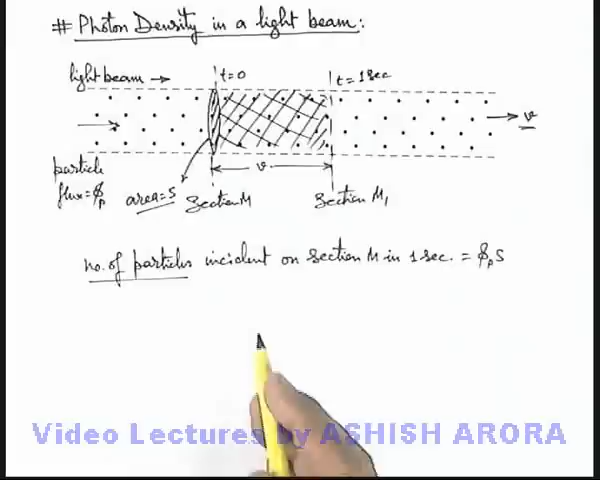 # Photon Density in a light beam:
light beam → t=0 t=1sec
v
v
particle
flux=ϕp area=S Section M Section M₁
no. of particles incident on section M in 1 sec. = ϕp S
Video Lectures by ASHISH ARORA